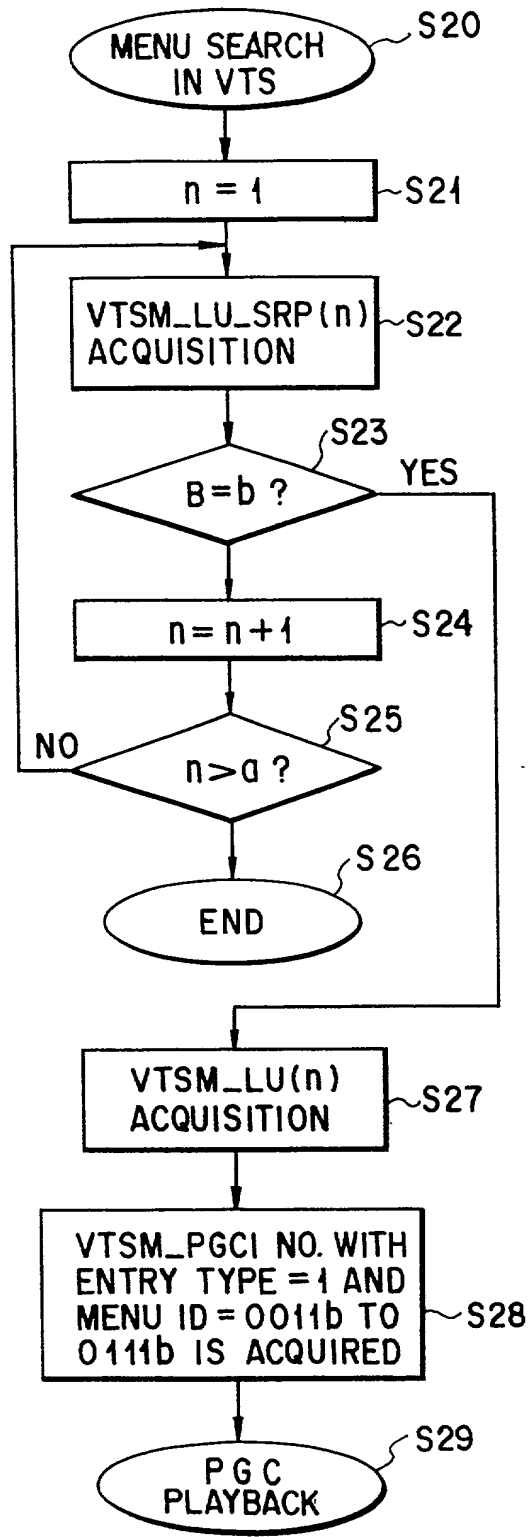 MENU SEARCH
IN VTS
S20
n = 1
S21
VTSM_LU_SRP(n)
ACQUISITION
S22
S23
B=b ?
YES
n=n+1
S24
S25
NO
n>a ?
S26
END
VTSM_LU(n)
ACQUISITION
S27
VTSM_PGCI NO. WITH
ENTRY TYPE =1 AND
MENU ID=0011b TO
0111b IS ACQUIRED
S28
S29
PGC
PLAYBACK